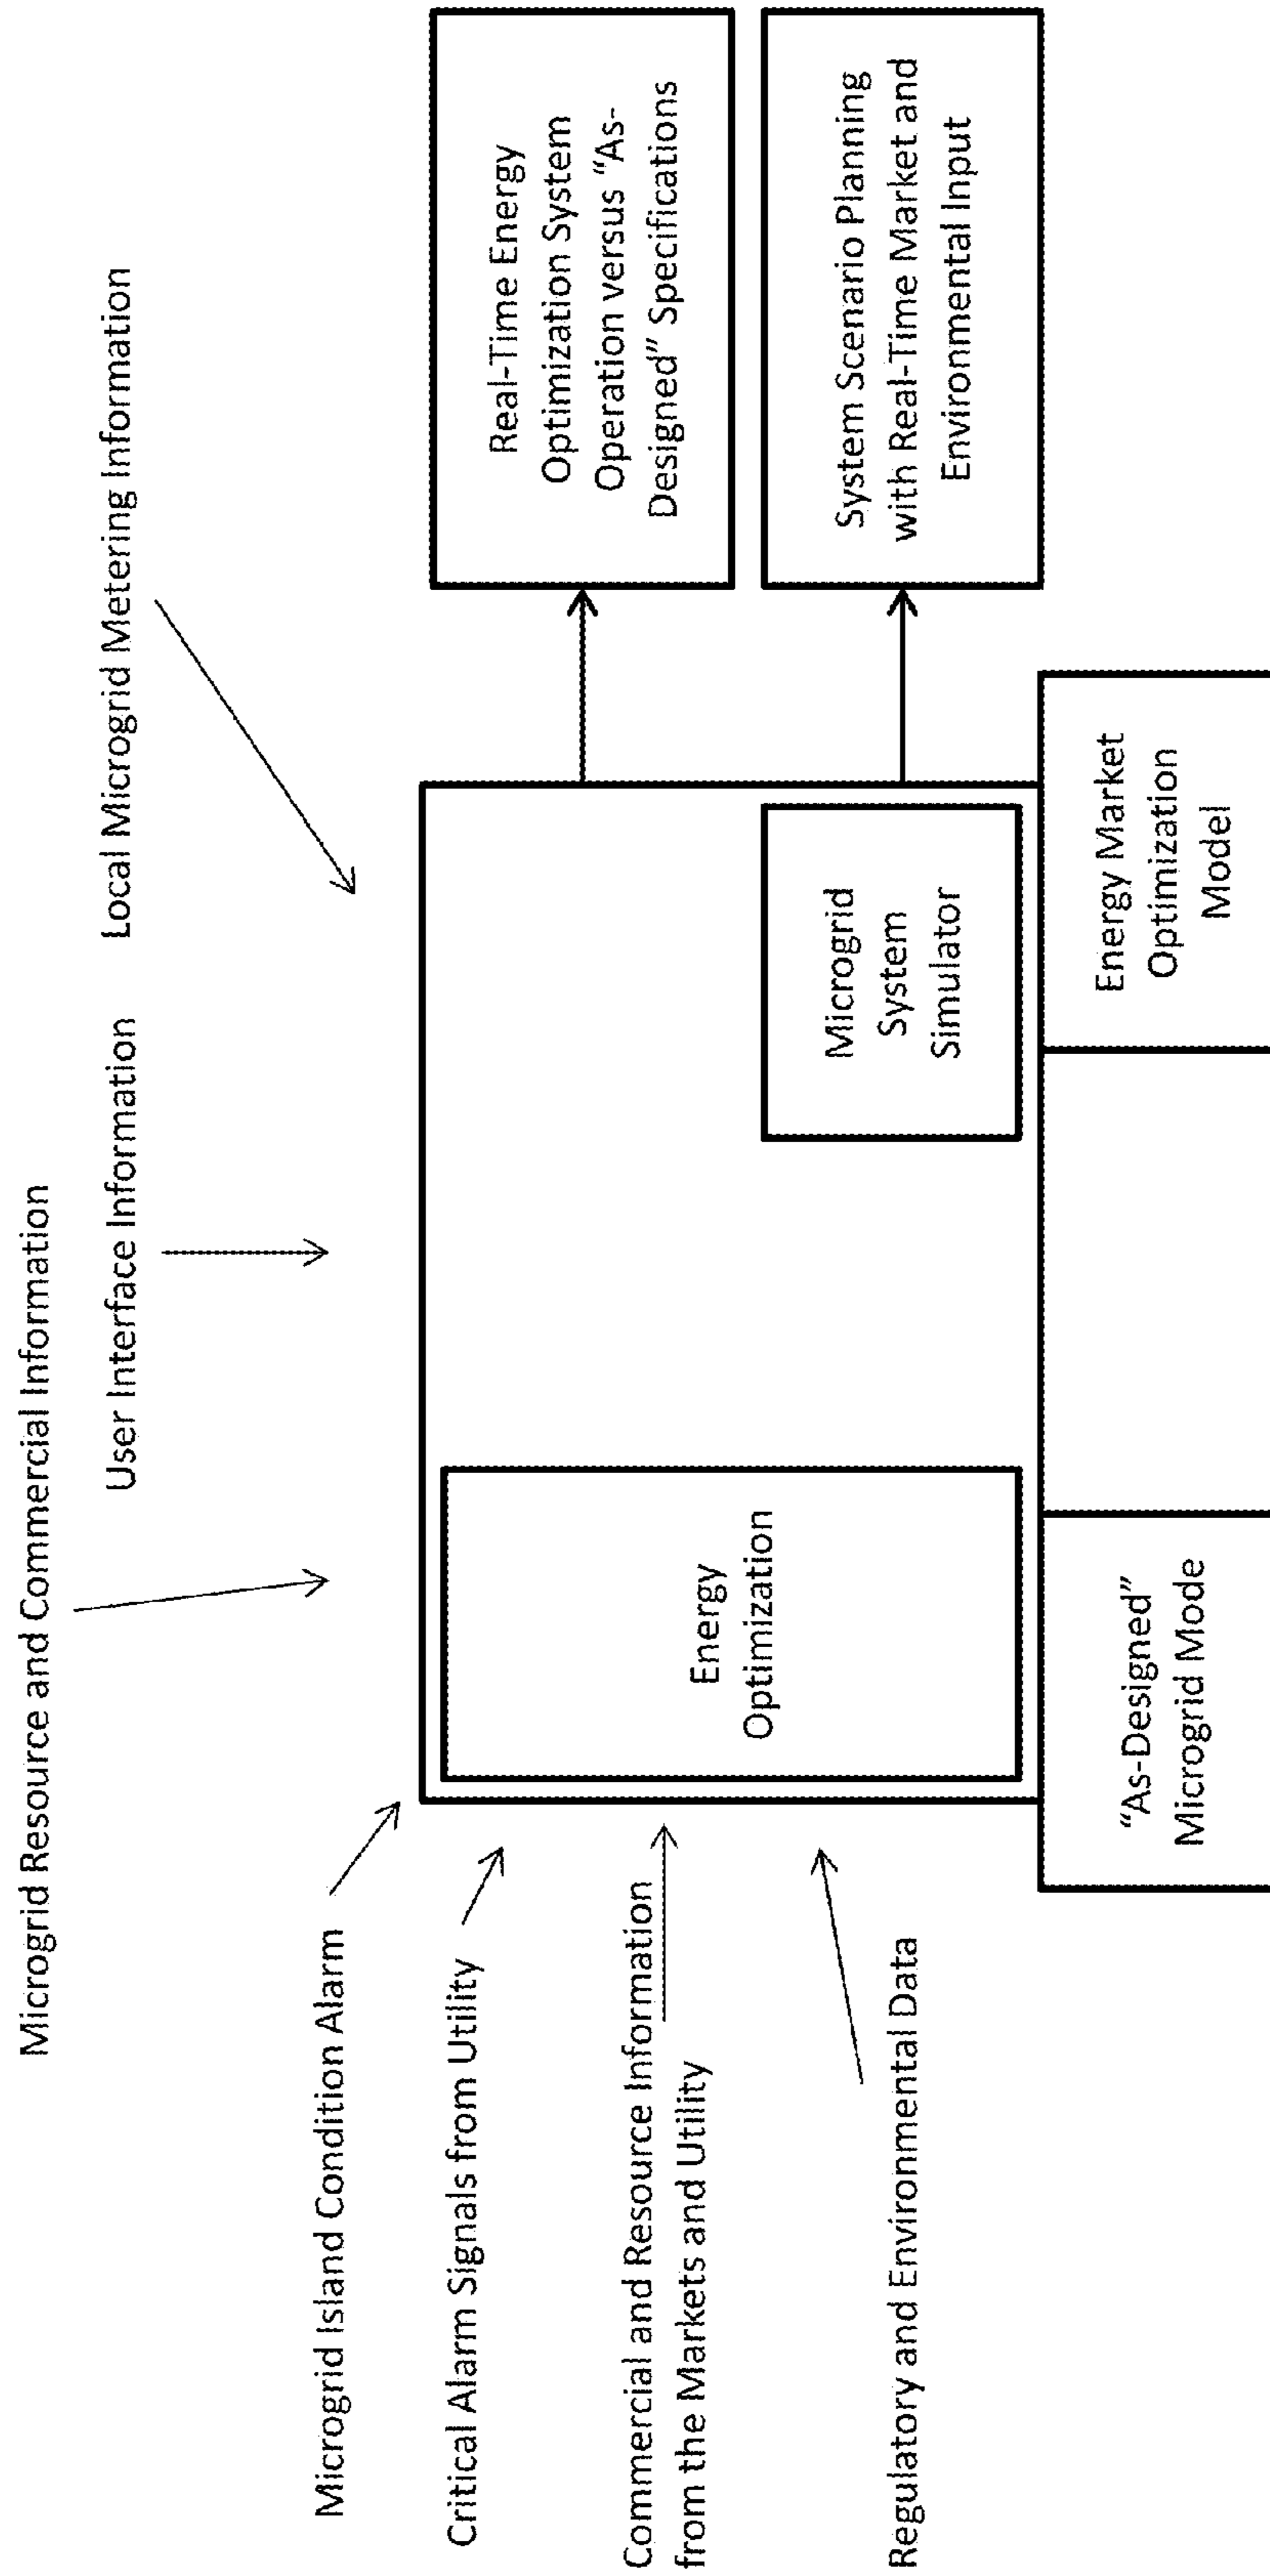 Microgrid Resource and Commercial Information
User Interface Information
Local Microgrid Metering Information
Microgrid Island Condition Alarm
Critical Alarm Signals from Utility
Commercial and Resource Information
from the Markets and Utility
Regulatory and Environmental Data
Energy
Optimization
Microgrid
System
Simulator
Real-Time Energy
Optimization System
Operation versus “As-
Designed” Specifications
System Scenario Planning
with Real-Time Market and
Environmental Input
“As-Designed”
Microgrid Mode
Energy Market
Optimization
Model